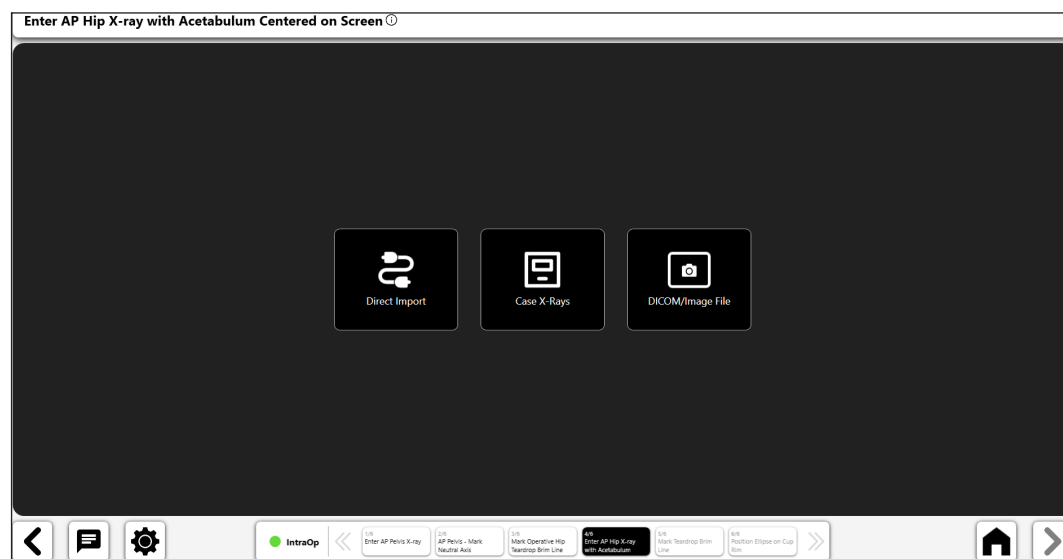 Enter AP Hip X-ray with Acetabulum Centered on Screen
Direct Import
Case X-Rays
DICOM/Image File
IntraOp
1/6
Enter AP Pelvis X-ray
2/6
AP Pelvis - Mark
Neutral Axis
3/6
Mark Operative Hip
Teardrop Brim Line
4/6
Enter AP Hip X-ray
with Acetabulum
5/6
Mark Teardrop Brim
Line
6/6
Position Ellipse on Cup
Rim